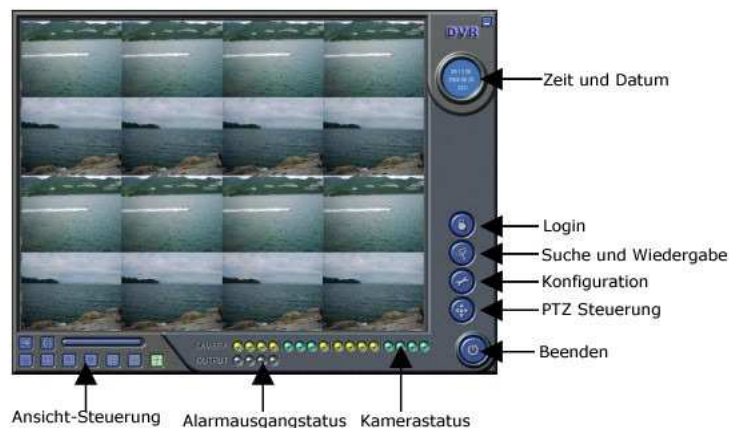 DVR
Zeit und Datum
Login
Suche und Wiedergabe
Konfiguration
PTZ Steuerung
CAMERA
OUTPUT
Beenden
Ansicht-Steuerung
Alarmausgangstatus
Kamerastatus